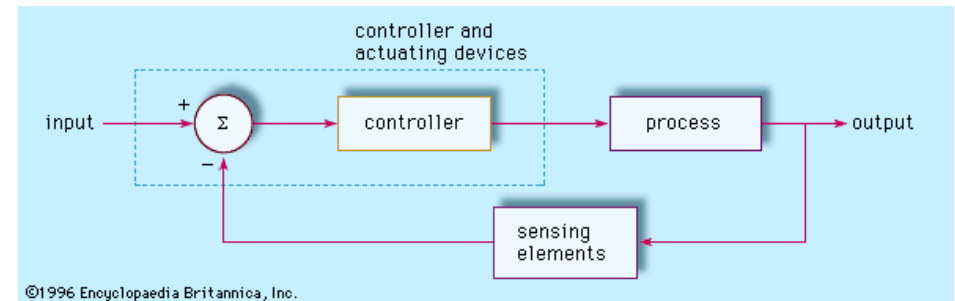 controller and
actuating devices
+
input
Σ
controller
process
output
−
sensing
elements
©1996 Encyclopaedia Britannica, Inc.